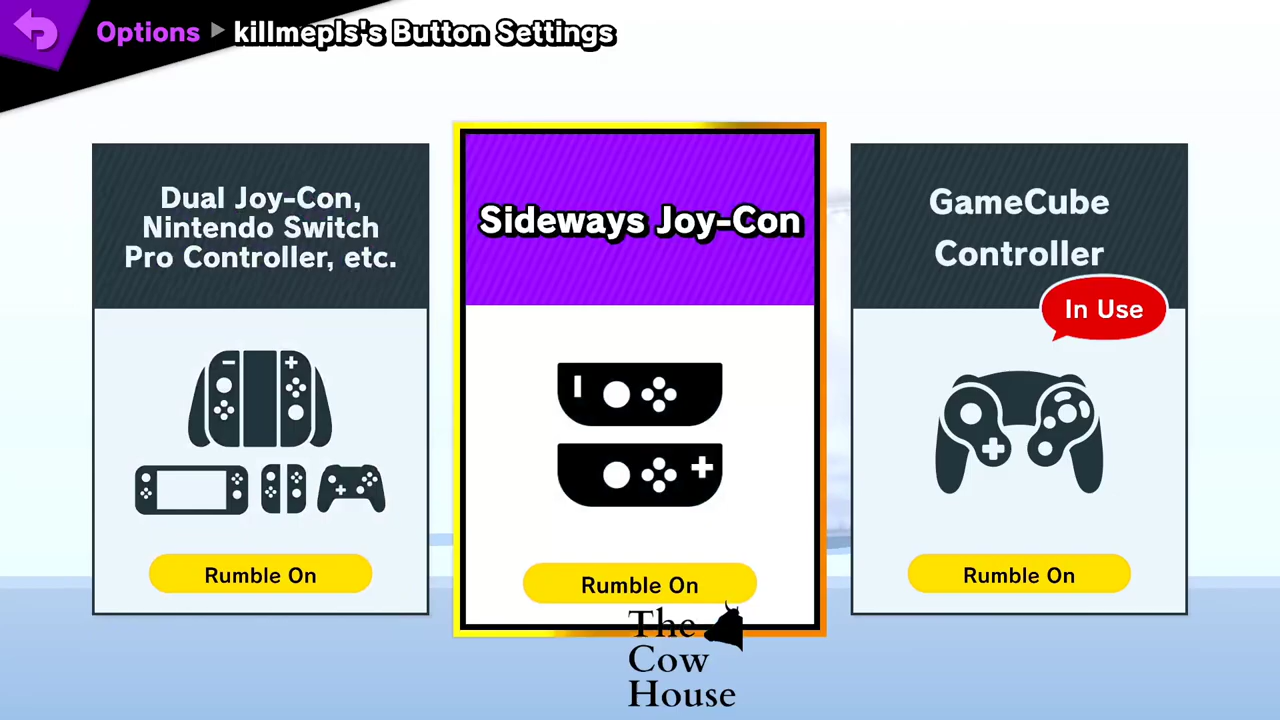 Options ▶ killmepls's Button Settings
Dual Joy-Con,
Nintendo Switch
Pro Controller, etc.
Rumble On
Sideways Joy-Con
Rumble On
GameCube
Controller
In Use
Rumble On
The
Cow
House